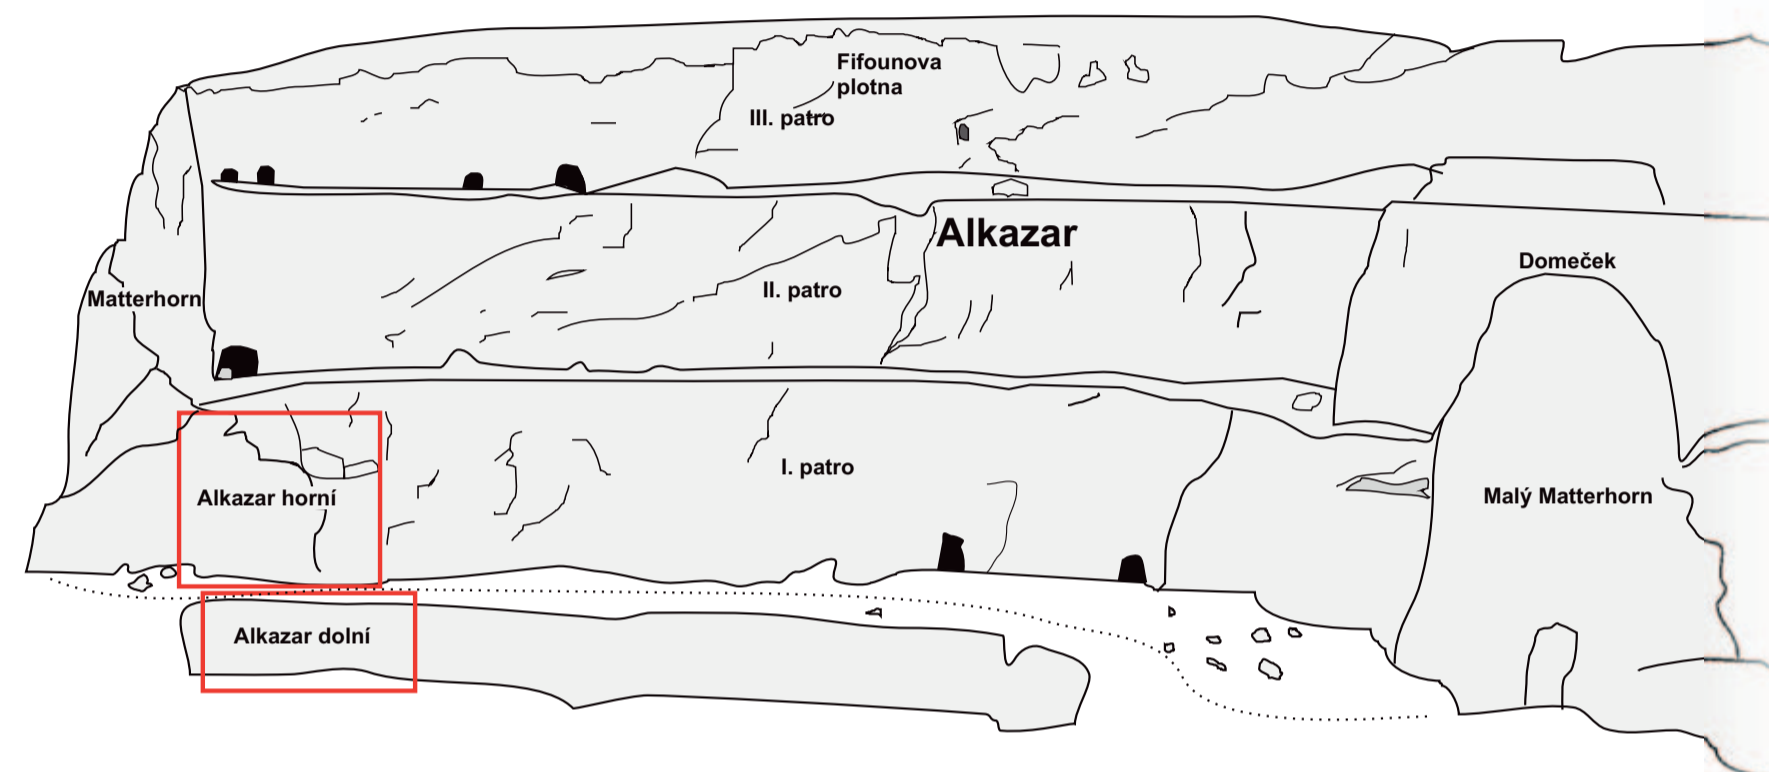 Fifounova
plotna
III. patro
Alkazar
Domeček
Matterhorn
II. patro
I. patro
Alkazar horní
Malý Matterhorn
Alkazar dolní